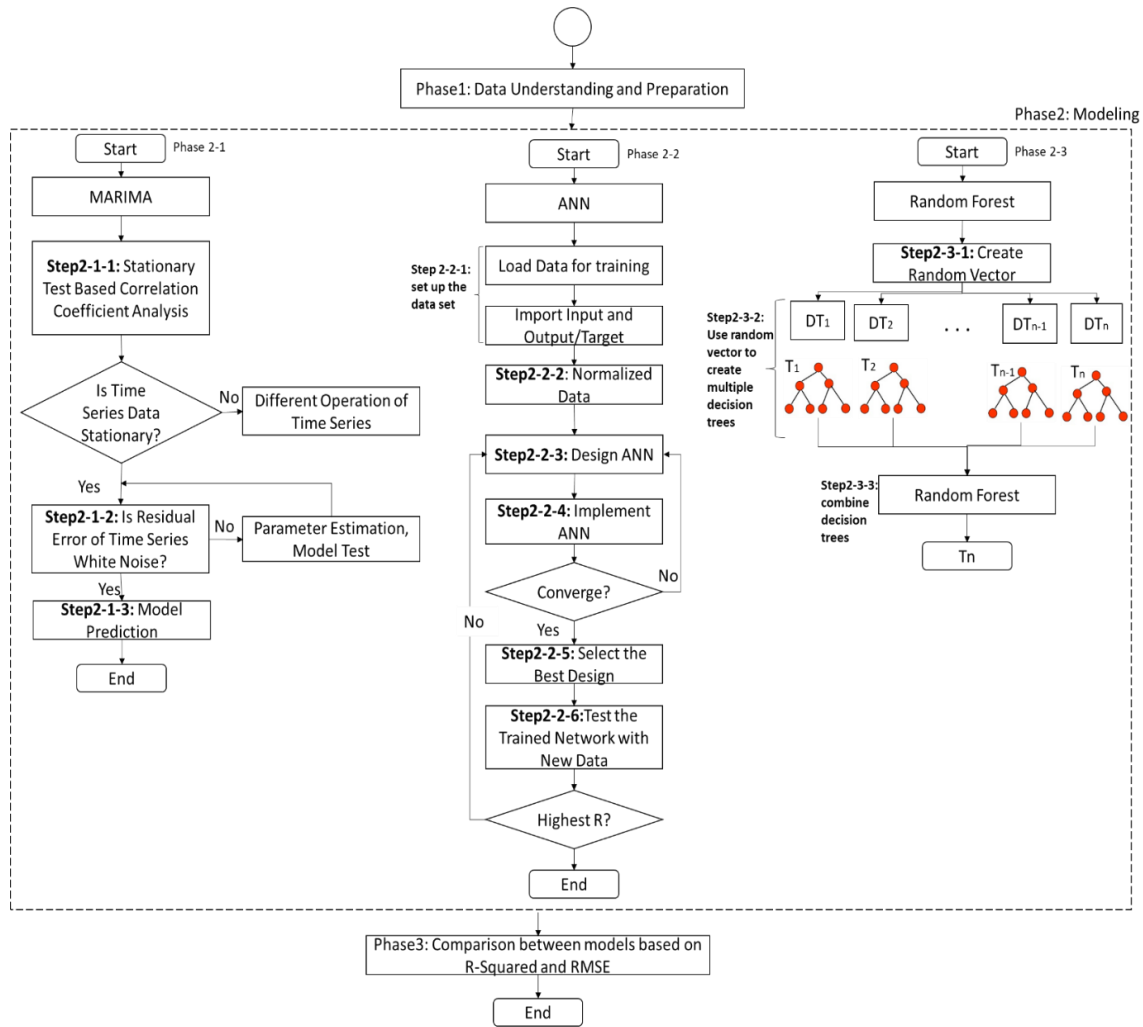 Phase1: Data Understanding and Preparation
Phase2: Modeling
Start
Phase 2-1
MARIMA
Step2-1-1: Stationary
Test Based Correlation
Coefficient Analysis
Is Time
Series Data
Stationary?
No
Different Operation of
Time Series
Yes
Step2-1-2: Is Residual
Error of Time Series
White Noise?
No
Parameter Estimation,
Model Test
Yes
Step2-1-3: Model
Prediction
End
Start
Phase 2-2
ANN
Step 2-2-1:
set up the
data set
Load Data for training
Import Input and
Output/Target
Step2-2-2: Normalized
Data
Step2-2-3: Design ANN
Step2-2-4: Implement
ANN
Converge?
No
No
Yes
Step2-2-5: Select the
Best Design
Step2-2-6:Test the
Trained Network with
New Data
Highest R?
End
Start
Phase 2-3
Random Forest
Step2-3-1: Create
Random Vector
Step2-3-2:
Use random
vector to
create
multiple
decision
trees
DT1
DT2
. . .
DTn-1
DTn
T1
T2
Tn-1
Tn
Step2-3-3:
combine
decision
trees
Random Forest
Tn
Phase3: Comparison between models based on
R-Squared and RMSE
End